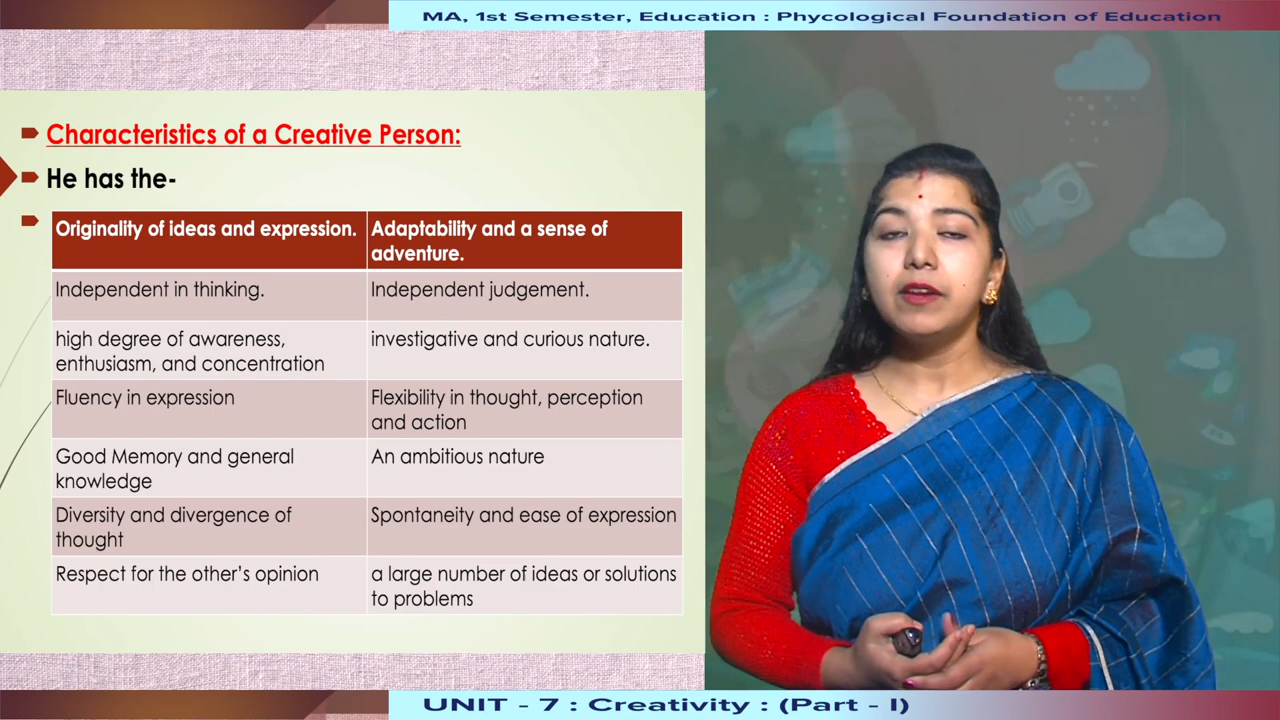 MA, 1st Semester, Education : Phycological Foundation of Education
Characteristics of a Creative Person:
He has the-
Originality of ideas and expression.
Adaptability and a sense of
adventure.
Independent in thinking.
Independent judgement.
high degree of awareness,
enthusiasm, and concentration
investigative and curious nature.
Fluency in expression
Flexibility in thought, perception
and action
Good Memory and general
knowledge
An ambitious nature
Diversity and divergence of
thought
Spontaneity and ease of expression
Respect for the other's opinion
a large number of ideas or solutions
to problems
UNIT - 7 : Creativity : (Part - I)